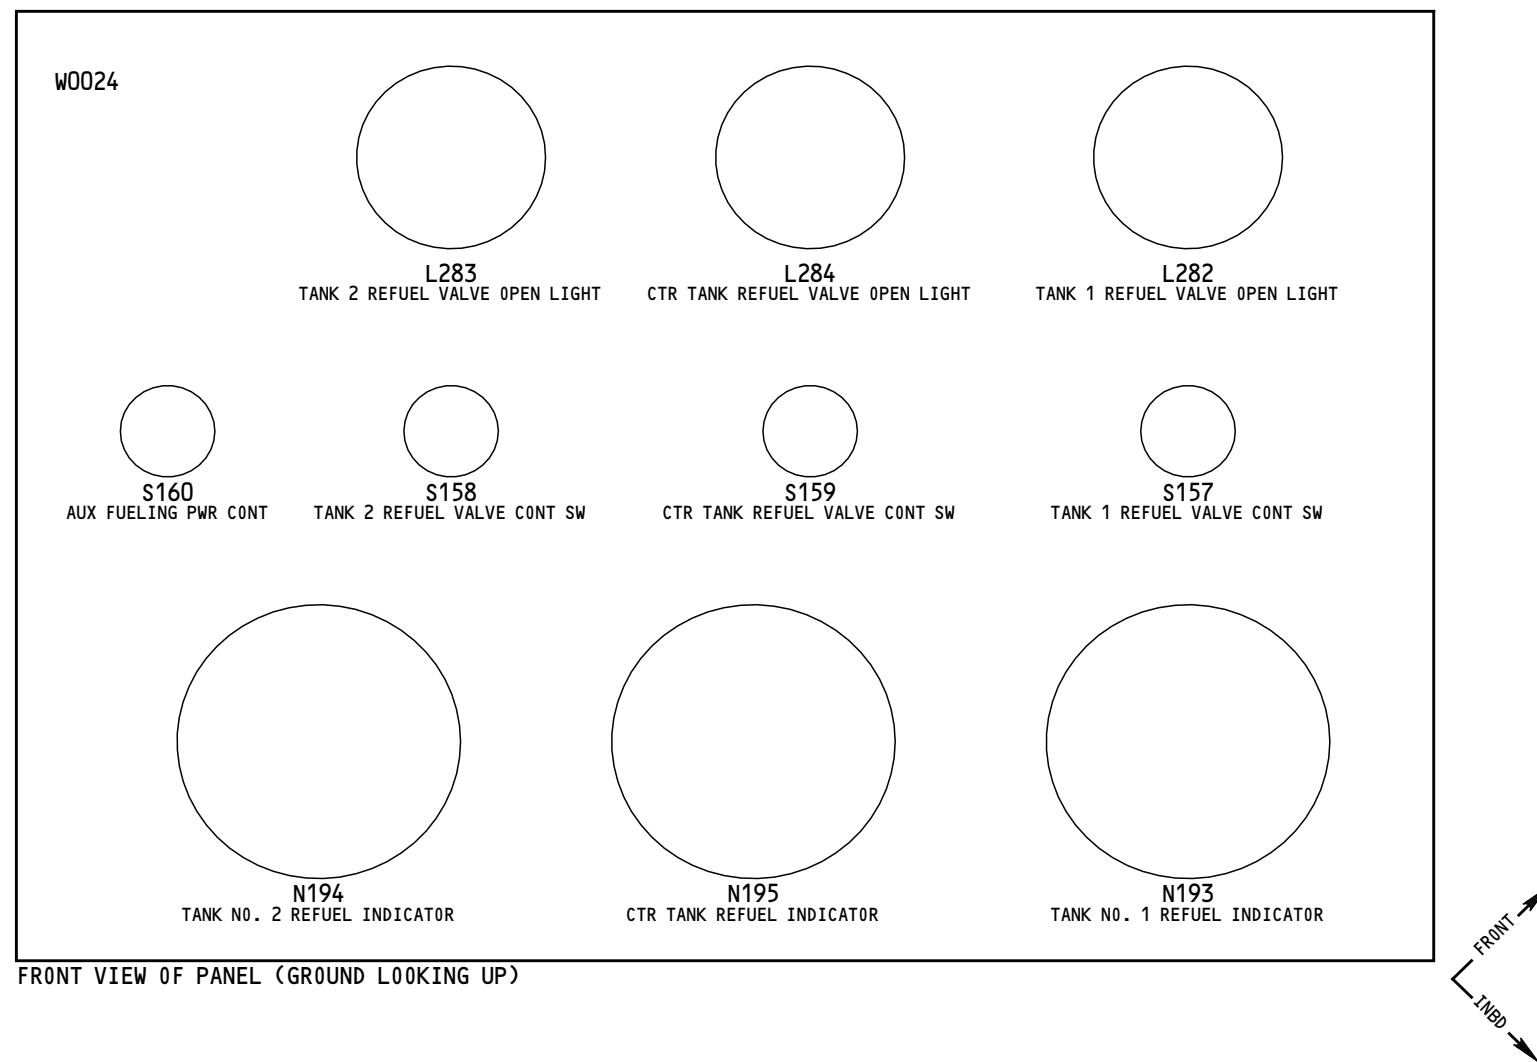 W0024
L283
TANK 2 REFUEL VALVE OPEN LIGHT
L284
CTR TANK REFUEL VALVE OPEN LIGHT
L282
TANK 1 REFUEL VALVE OPEN LIGHT
S160
AUX FUELING PWR CONT
S158
TANK 2 REFUEL VALVE CONT SW
S159
CTR TANK REFUEL VALVE CONT SW
S157
TANK 1 REFUEL VALVE CONT SW
N194
TANK NO. 2 REFUEL INDICATOR
N195
CTR TANK REFUEL INDICATOR
N193
TANK NO. 1 REFUEL INDICATOR
FRONT VIEW OF PANEL (GROUND LOOKING UP)
FRONT
INBD